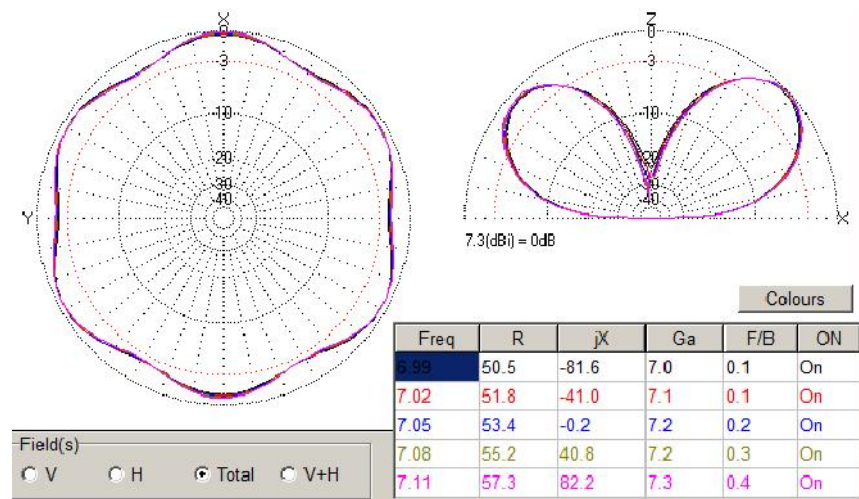 X
0
-3
-10
-20
-30
-40
Y
Z
0
-3
-10
-20
-30
-40
X
7.3(dBi) = 0dB
Colours
Freq R jX Ga F/B ON
6.99 50.5 -81.6 7.0 0.1 On
7.02 51.8 -41.0 7.1 0.1 On
7.05 53.4 -0.2 7.2 0.2 On
7.08 55.2 40.8 7.2 0.3 On
7.11 57.3 82.2 7.3 0.4 On
Field(s)
V H Total V+H